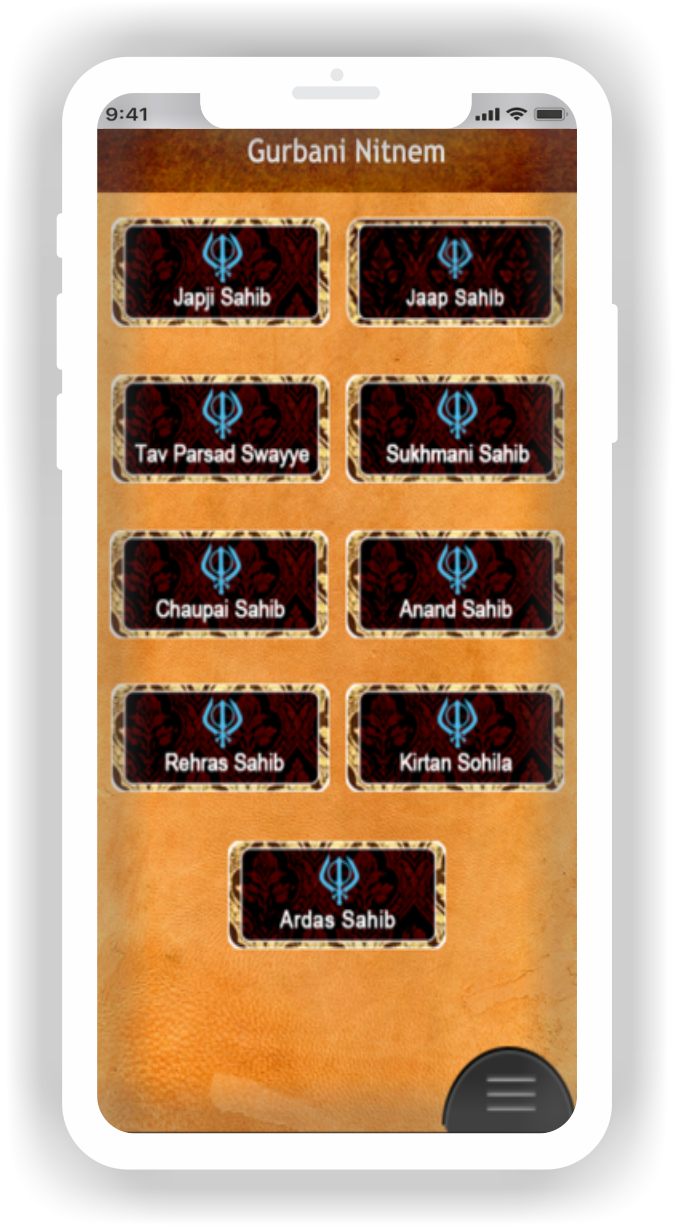 9:41
Gurbani Nitnem
Japji Sahib
Jaap Sahib
Tav Parsad Swayye
Sukhmani Sahib
Chaupai Sahib
Anand Sahib
Rehras Sahib
Kirtan Sohila
Ardas Sahib